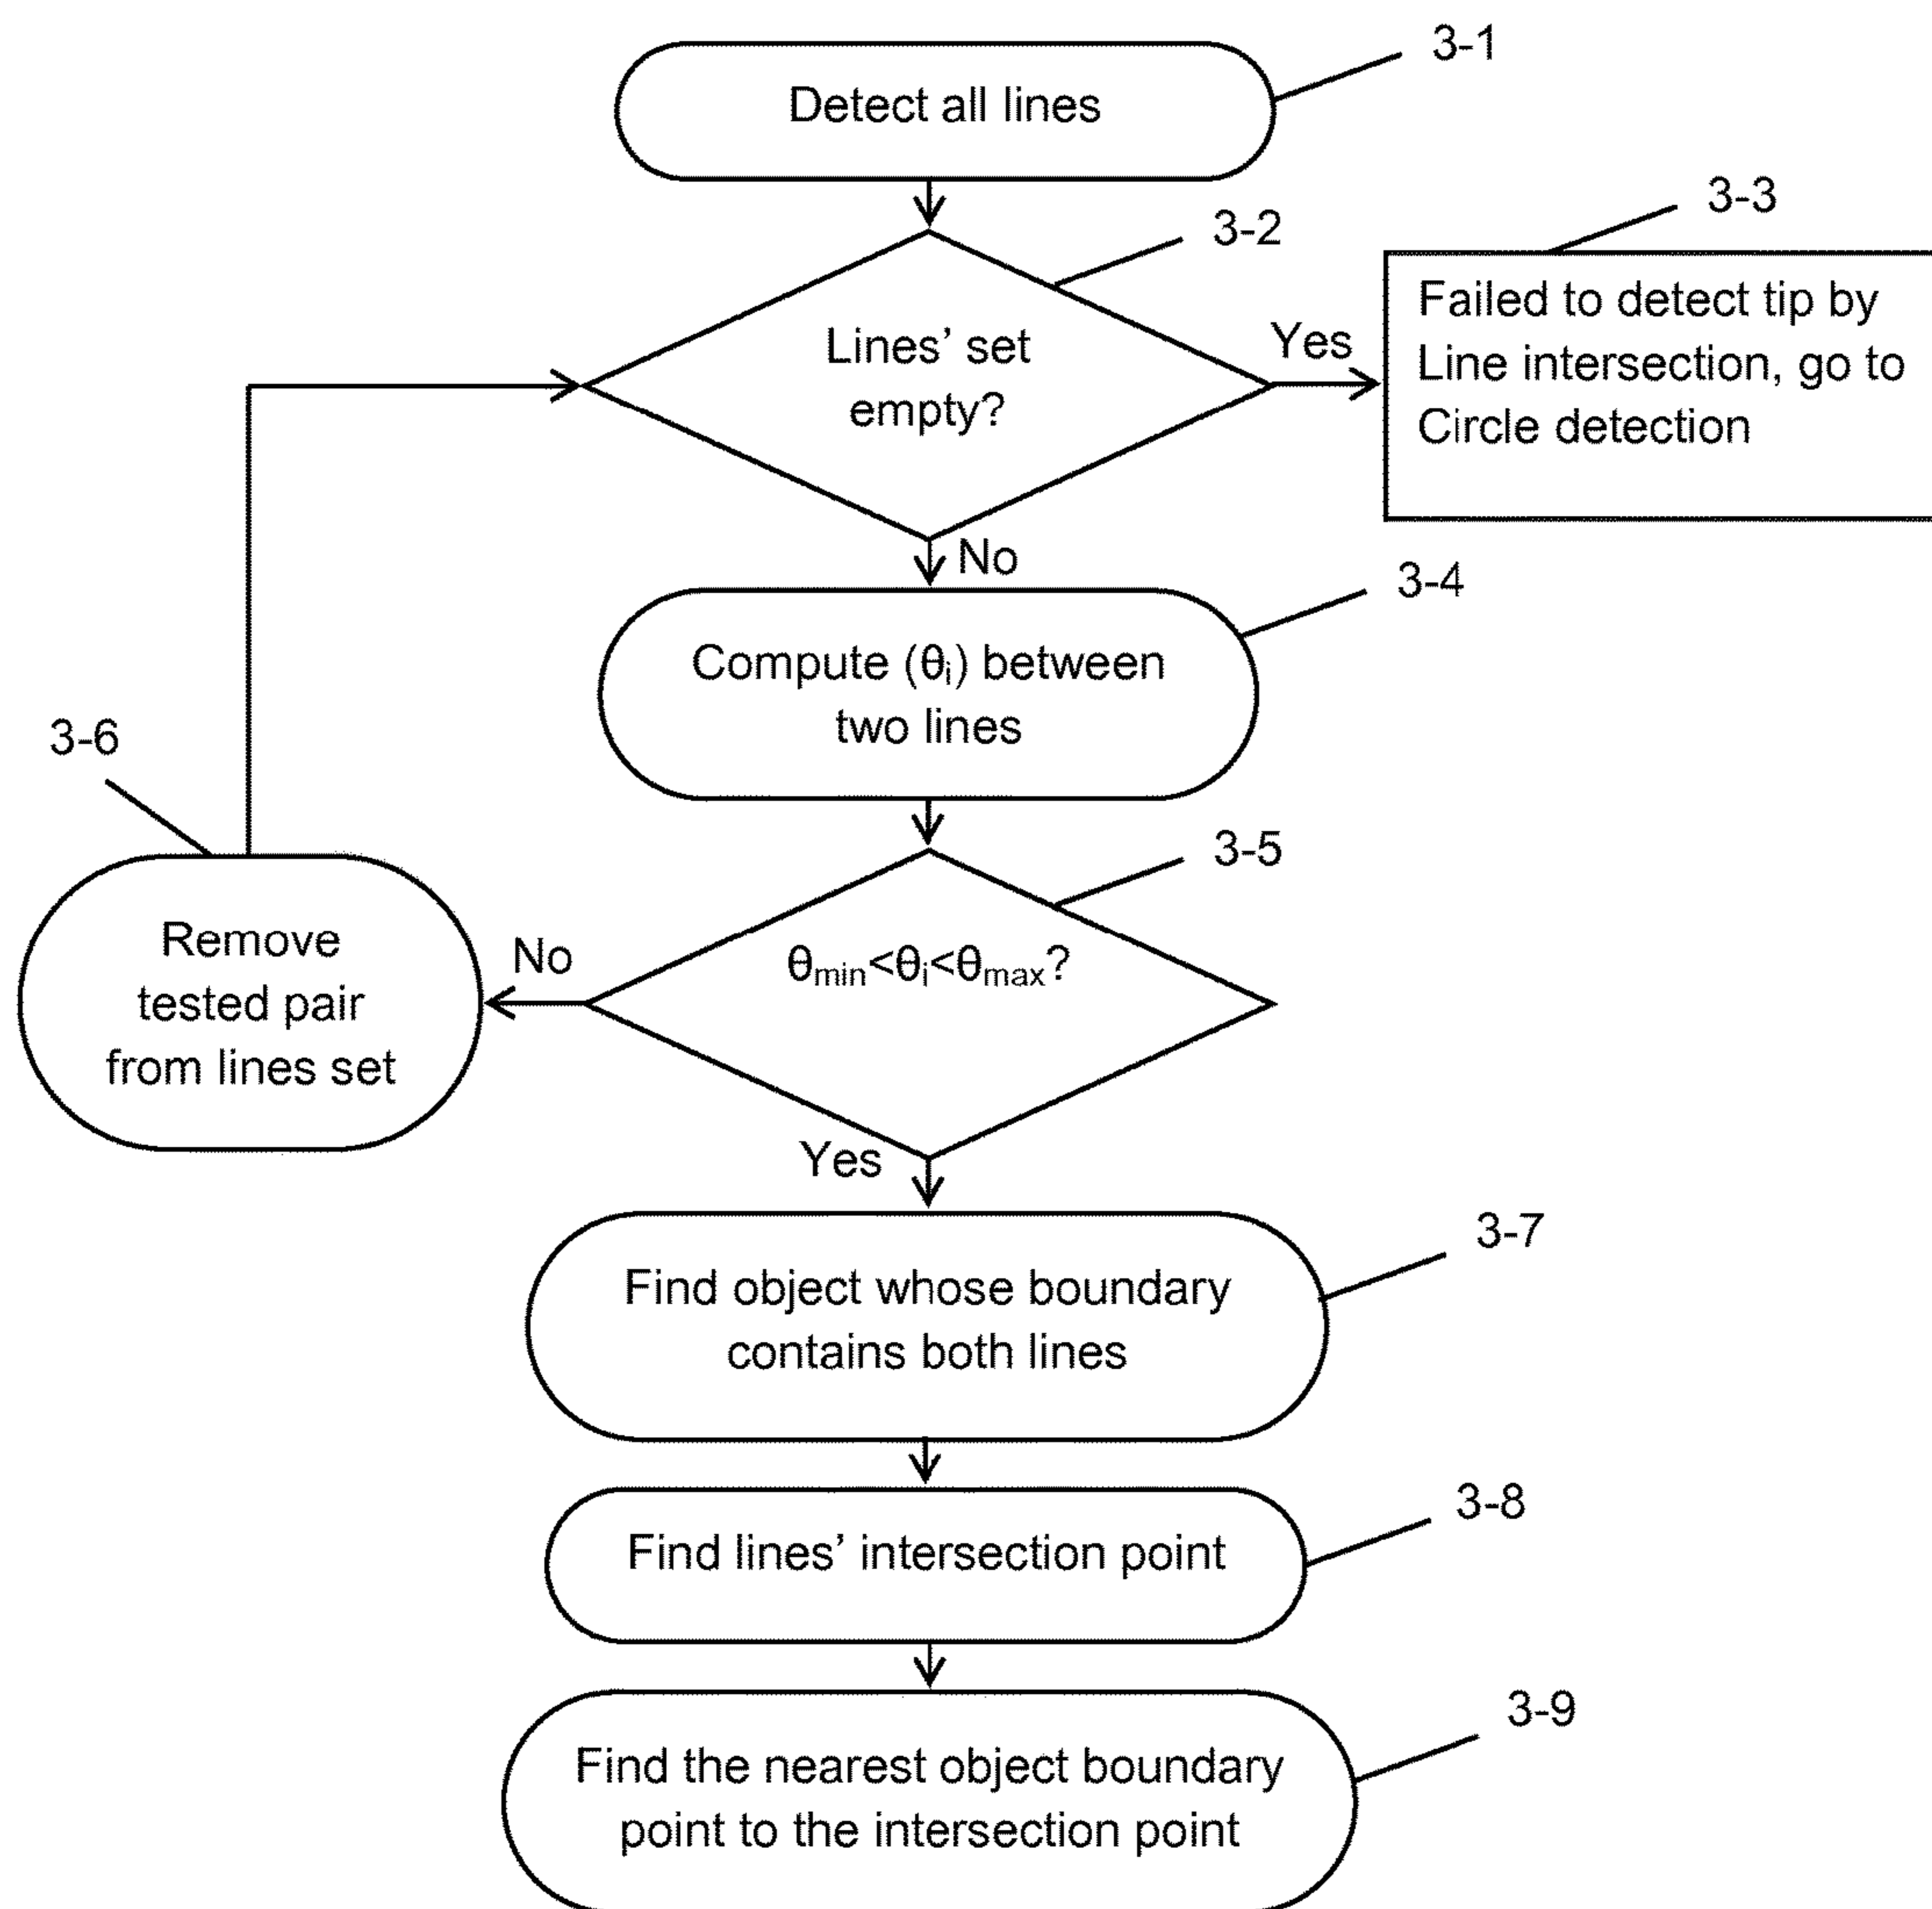 3-1
Detect all lines
3-2
3-3
Lines’ set
empty?
Yes
Failed to detect tip by
Line intersection, go to
Circle detection
No
3-4
Compute (θi) between
two lines
3-6
3-5
Remove
tested pair
from lines set
No
θmin<θi<θmax?
Yes
3-7
Find object whose boundary
contains both lines
3-8
Find lines’ intersection point
3-9
Find the nearest object boundary
point to the intersection point